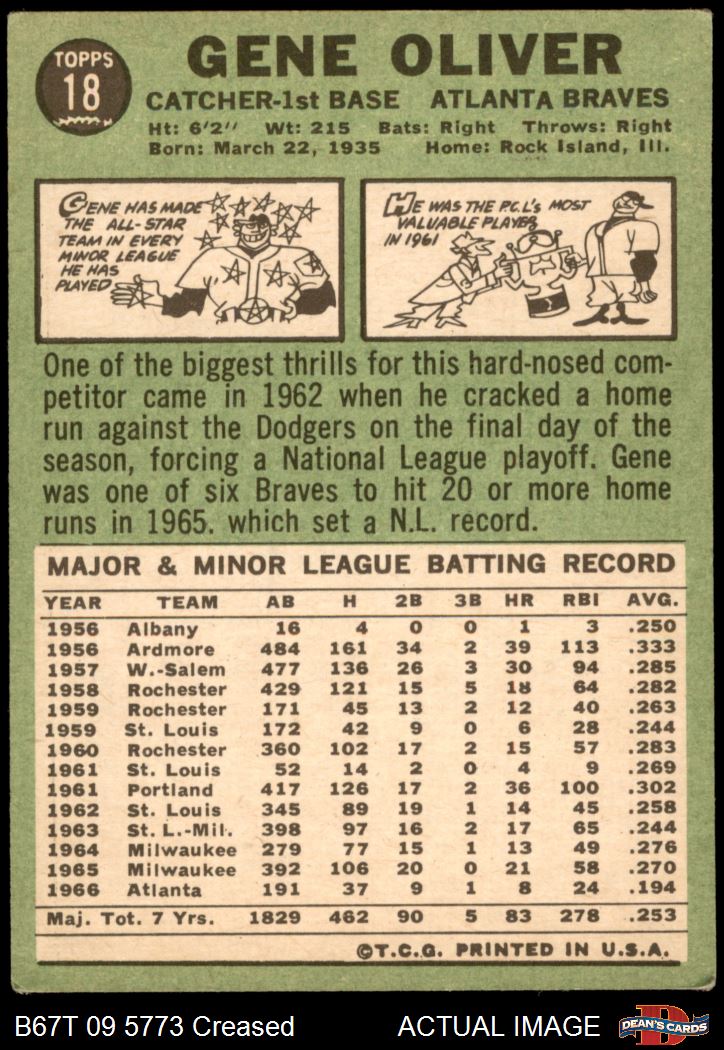 TOPPS
18
GENE OLIVER
CATCHER-1st BASE ATLANTA BRAVES
Ht: 6'2" Wt: 215 Bats: Right Throws: Right
Born: March 22, 1935 Home: Rock Island, Ill.
GENE HAS MADE
THE ALL-STAR
TEAM IN EVERY
MINOR LEAGUE
HE HAS
PLAYED
HE WAS THE P.C.L'S MOST
VALUABLE PLAYER
IN 1961
One of the biggest thrills for this hard-nosed com-
petitor came in 1962 when he cracked a home
run against the Dodgers on the final day of the
season, forcing a National League playoff. Gene
was one of six Braves to hit 20 or more home
runs in 1965. which set a N.L. record.
MAJOR & MINOR LEAGUE BATTING RECORD
YEAR TEAM AB H 2B 3B HR RBI AVG.
1956 Albany 16 4 0 0 1 3 .250
1956 Ardmore 484 161 34 2 39 113 .333
1957 W.-Salem 477 136 26 3 30 94 .285
1958 Rochester 429 121 15 5 18 64 .282
1959 Rochester 171 45 13 2 12 40 .263
1959 St. Louis 172 42 9 0 6 28 .244
1960 Rochester 360 102 17 2 15 57 .283
1961 St. Louis 52 14 2 0 4 9 .269
1961 Portland 417 126 17 2 36 100 .302
1962 St. Louis 345 89 19 1 14 45 .258
1963 St. L.-Mil. 398 97 16 2 17 65 .244
1964 Milwaukee 279 77 15 1 13 49 .276
1965 Milwaukee 392 106 20 0 21 58 .270
1966 Atlanta 191 37 9 1 8 24 .194
Maj. Tot. 7 Yrs. 1829 462 90 5 83 278 .253
©T.C.G. PRINTED IN U.S.A.
B67T 09 5773 Creased ACTUAL IMAGE
D
DEAN'S CARDS